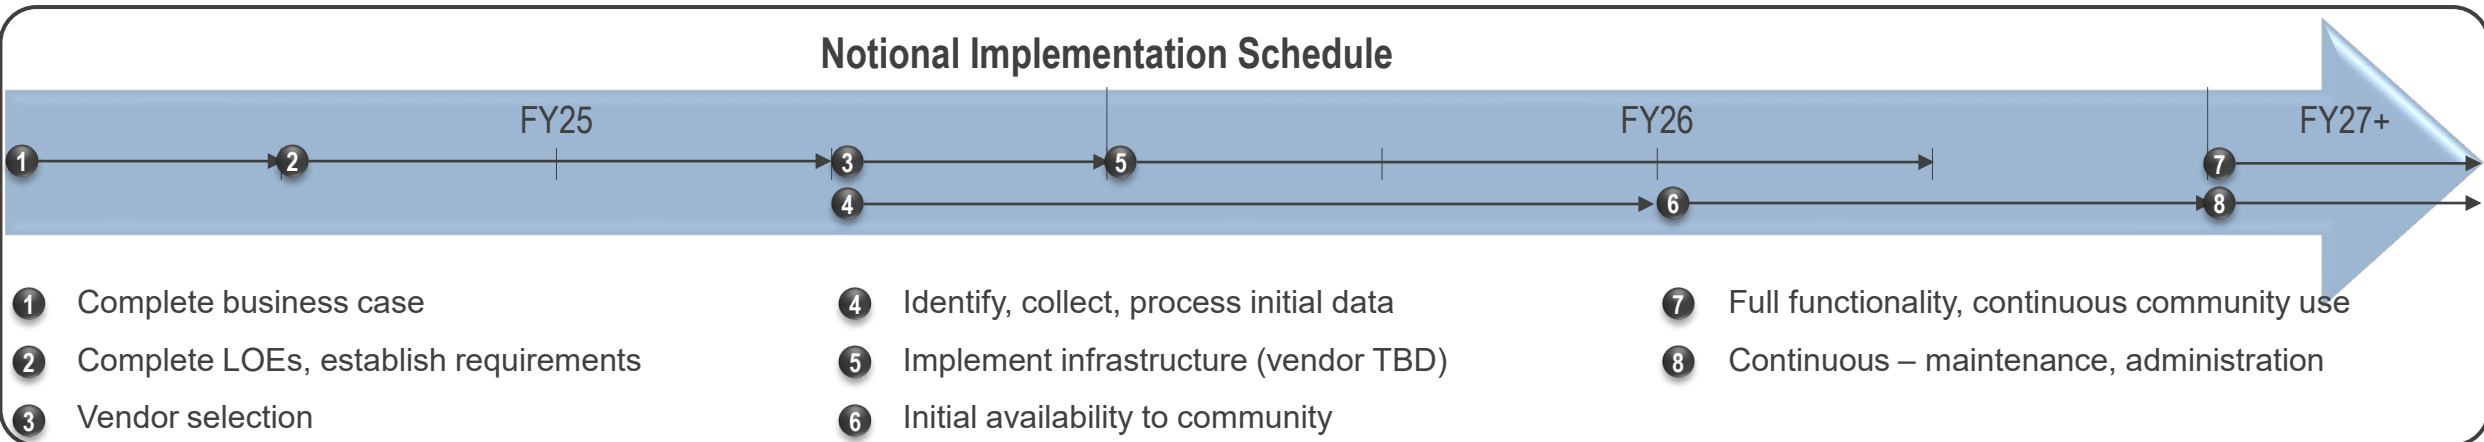 Notional Implementation Schedule
FY25 FY26 FY27+
1 2 3 5 7
4 6 8
1 Complete business case
2 Complete LOEs, establish requirements
3 Vendor selection
4 Identify, collect, process initial data
5 Implement infrastructure (vendor TBD)
6 Initial availability to community
7 Full functionality, continuous community use
8 Continuous – maintenance, administration